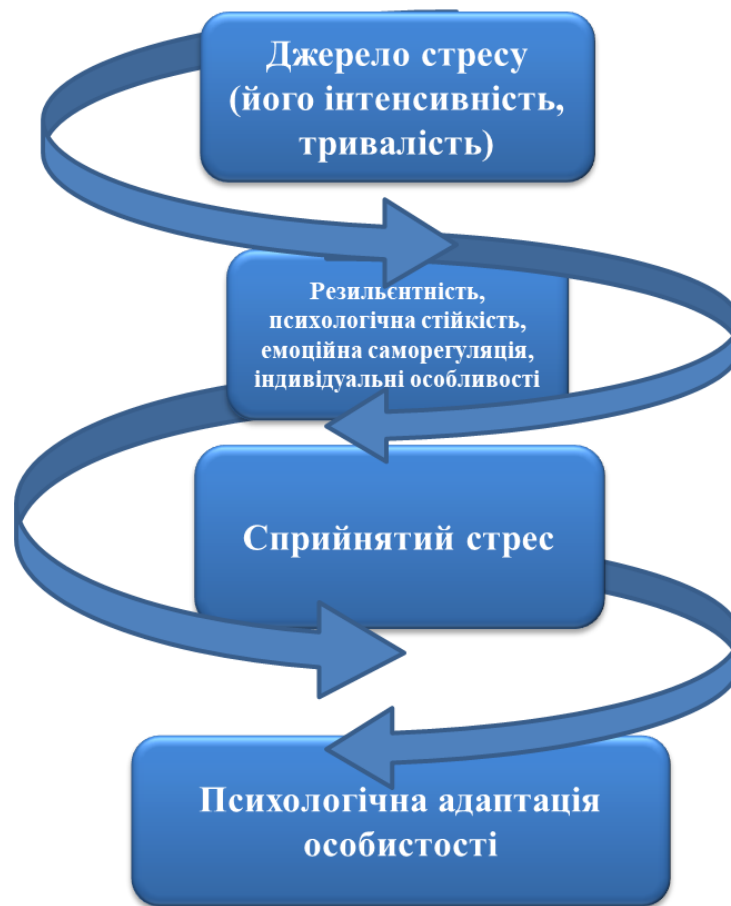 Джерело стресу
(його інтенсивність,
тривалість)
Резильєнтність,
психологічна стійкість,
емоційна саморегуляція,
індивідуальні особливості
Сприйнятий стрес
Психологічна адаптація
особистості